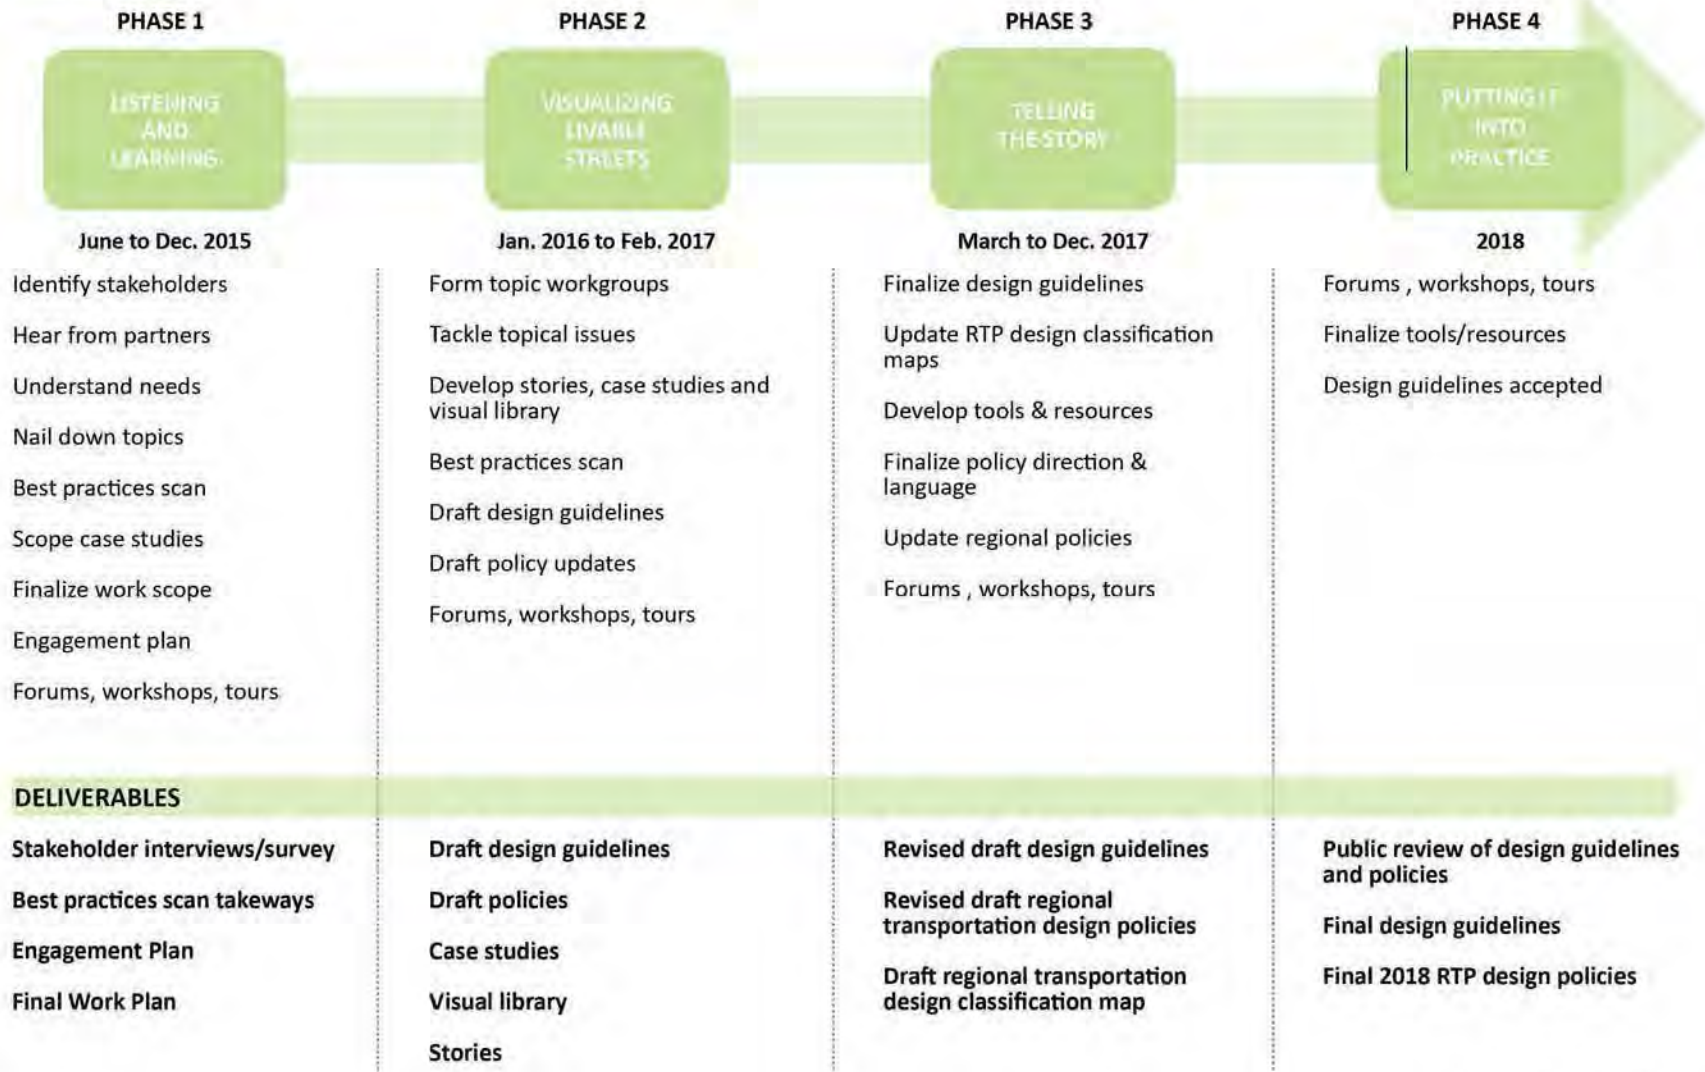 PHASE 1
LISTENING
AND
LEARNING
June to Dec. 2015
Identify stakeholders
Hear from partners
Understand needs
Nail down topics
Best practices scan
Scope case studies
Finalize work scope
Engagement plan
Forums, workshops, tours
PHASE 2
VISUALIZING
LIVABLE
STREETS
Jan. 2016 to Feb. 2017
Form topic workgroups
Tackle topical issues
Develop stories, case studies and
visual library
Best practices scan
Draft design guidelines
Draft policy updates
Forums, workshops, tours
PHASE 3
TELLING
THE STORY
March to Dec. 2017
Finalize design guidelines
Update RTP design classification
maps
Develop tools & resources
Finalize policy direction &
language
Update regional policies
Forums , workshops, tours
PHASE 4
PUTTING IT
INTO
PRACTICE
2018
Forums , workshops, tours
Finalize tools/resources
Design guidelines accepted
DELIVERABLES
Stakeholder interviews/survey
Best practices scan takeways
Engagement Plan
Final Work Plan
Draft design guidelines
Draft policies
Case studies
Visual library
Stories
Revised draft design guidelines
Revised draft regional
transportation design policies
Draft regional transportation
design classification map
Public review of design guidelines
and policies
Final design guidelines
Final 2018 RTP design policies